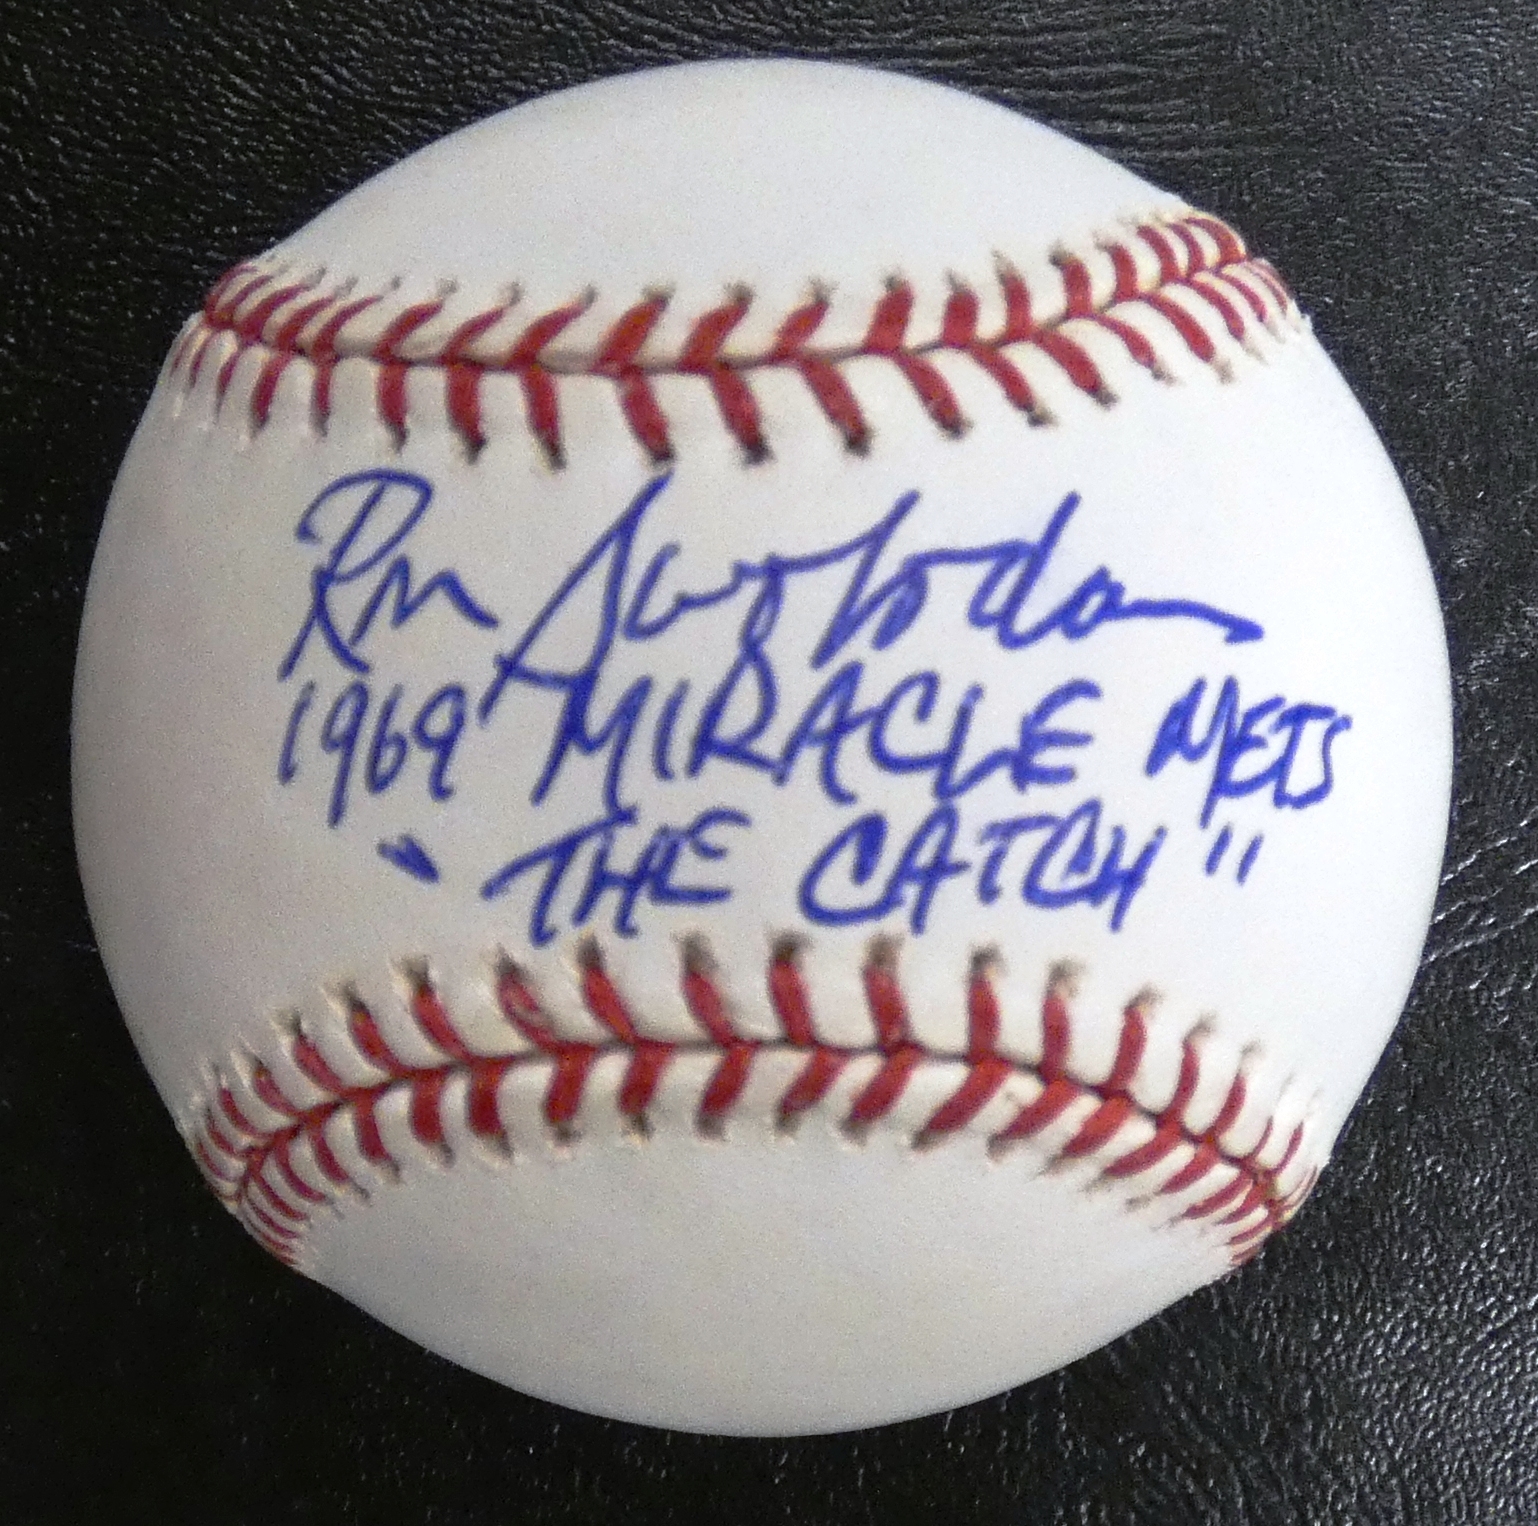 Ron Swoboda
1969 MIRACLE METS
"THE CATCH"